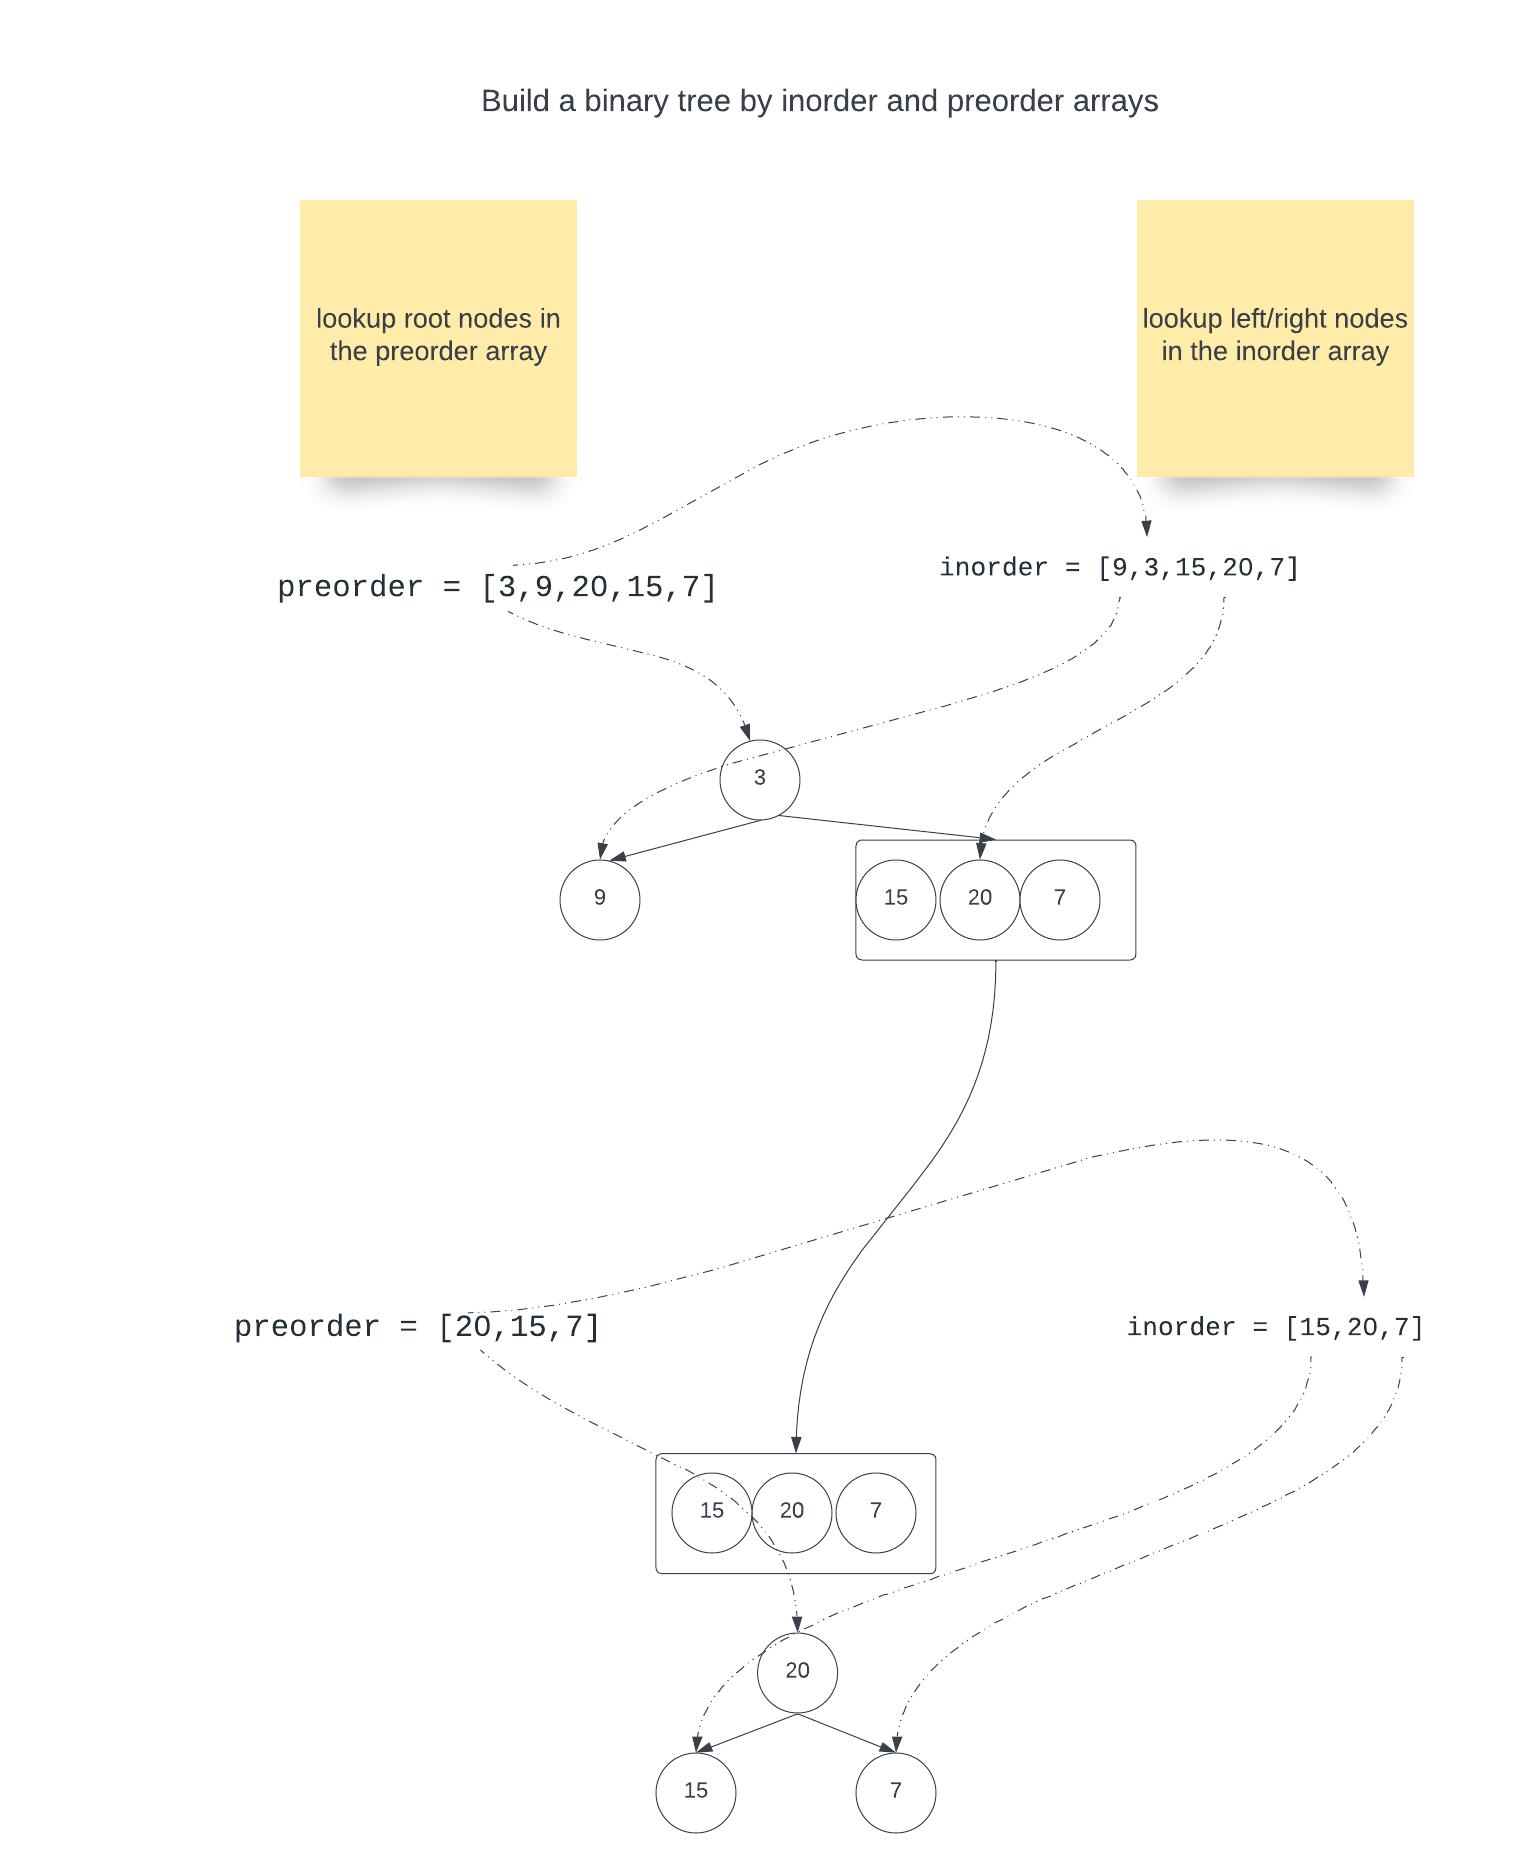 Build a binary tree by inorder and preorder arrays
lookup root nodes in
the preorder array
lookup left/right nodes
in the inorder array
preorder = [3,9,20,15,7]
inorder = [9,3,15,20,7]
3
9
15
20
7
preorder = [20,15,7]
inorder = [15,20,7]
15
20
7
20
15
7